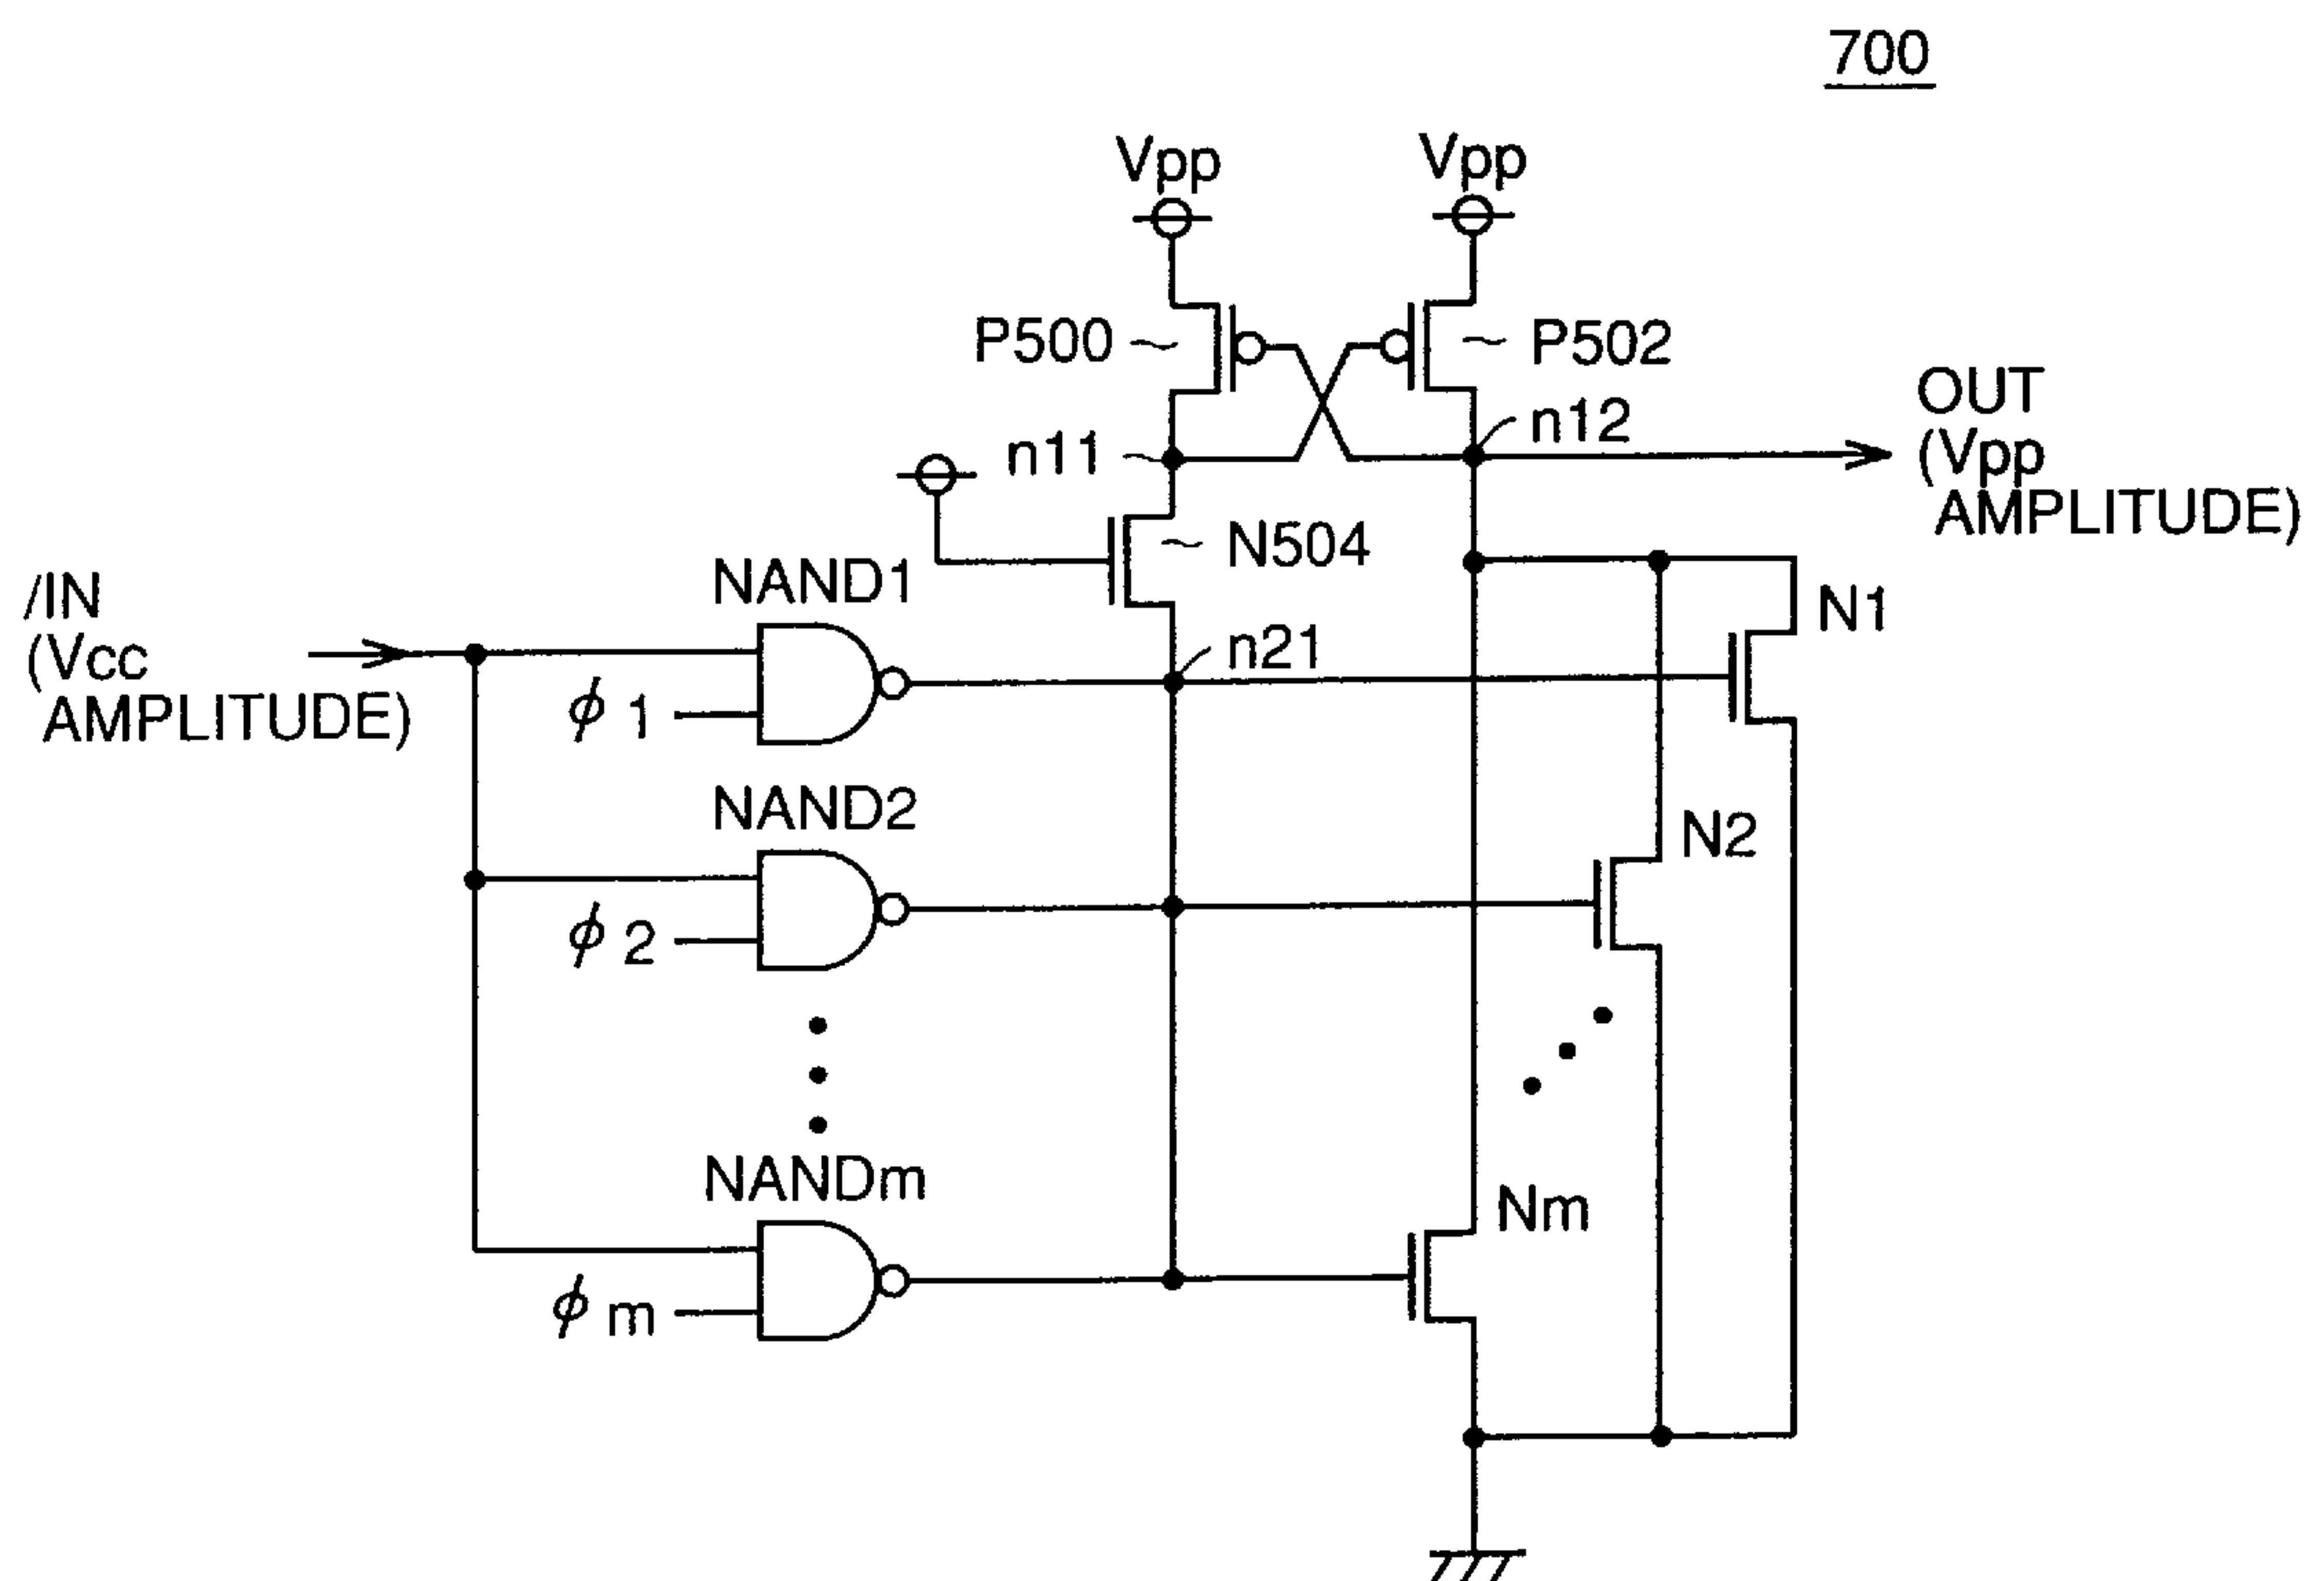 700
Vpp
Vpp
P500
P502
n11
n12
OUT
(Vpp
AMPLITUDE)
N504
NAND1
/IN
(Vcc
AMPLITUDE)
n21
N1
ϕ 1
NAND2
N2
ϕ 2
NANDm
Nm
ϕ m